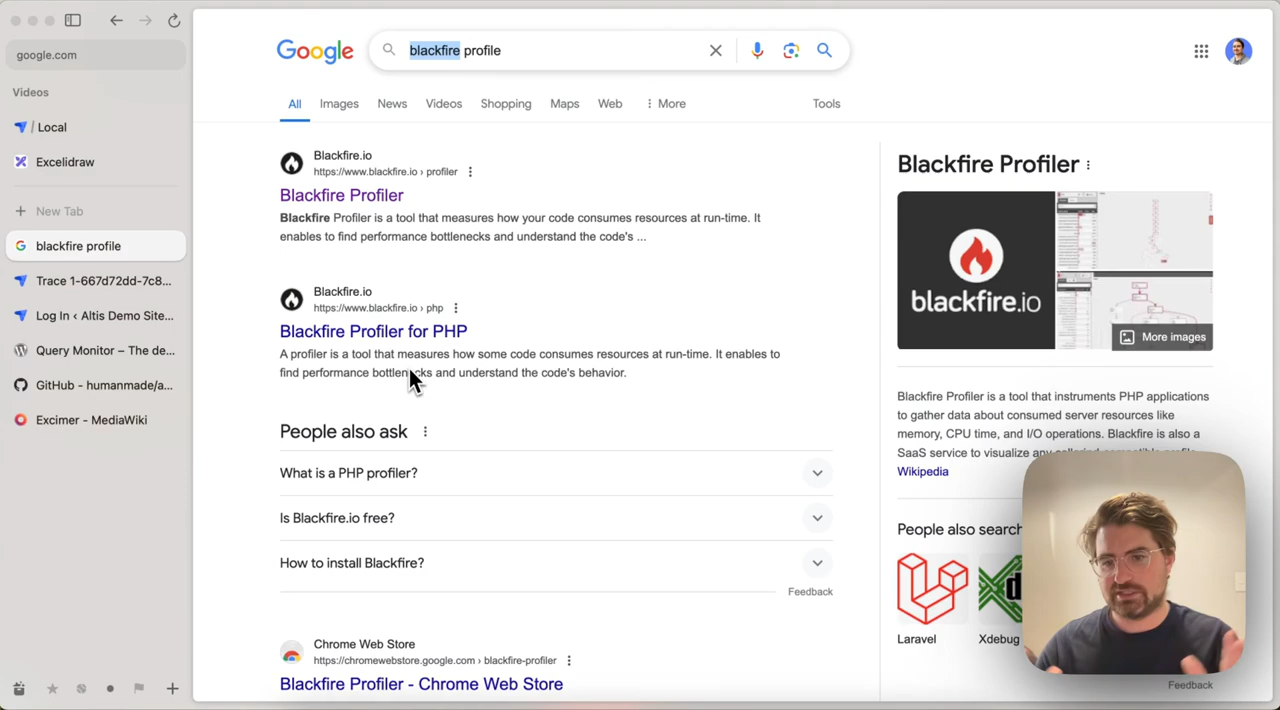 google.com
Videos
/ Local
Excelidraw
New Tab
blackfire profile
Trace 1-667d72dd-7c8...
Log In ‹ Altis Demo Site...
Query Monitor – The de...
GitHub - humanmade/a...
Excimer - MediaWiki
Google
blackfire profile
All
Images
News
Videos
Shopping
Maps
Web
More
Tools
Blackfire.io
https://www.blackfire.io › profiler
Blackfire Profiler
Blackfire Profiler is a tool that measures how your code consumes resources at run-time. It
enables to find performance bottlenecks and understand the code's ...
Blackfire.io
https://www.blackfire.io › php
Blackfire Profiler for PHP
A profiler is a tool that measures how some code consumes resources at run-time. It enables to
find performance bottlenecks and understand the code's behavior.
People also ask
What is a PHP profiler?
Is Blackfire.io free?
How to install Blackfire?
Feedback
Chrome Web Store
https://chromewebstore.google.com › blackfire-profiler
Blackfire Profiler - Chrome Web Store
Blackfire Profiler
blackfire.io
More images
Blackfire Profiler is a tool that instruments PHP applications
to gather data about consumed server resources like
memory, CPU time, and I/O operations. Blackfire is also a
SaaS service to visualize any
Wikipedia
People also search
Laravel
Xdebug
Feedback